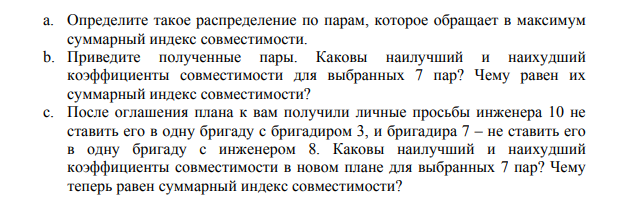 a. Определите такое распределение по парам, которое обращает в максимум
суммарный индекс совместимости.
b. Приведите полученные пары. Каковы наилучший и наихудший
коэффициенты совместимости для выбранных 7 пар? Чему равен их
суммарный индекс совместимости?
c. После оглашения плана к вам получили личные просьбы инженера 10 не
ставить его в одну бригаду с бригадиром 3, и бригадира 7 – не ставить его
в одну бригаду с инженером 8. Каковы наилучший и наихудший
коэффициенты совместимости в новом плане для выбранных 7 пар? Чему
теперь равен суммарный индекс совместимости?